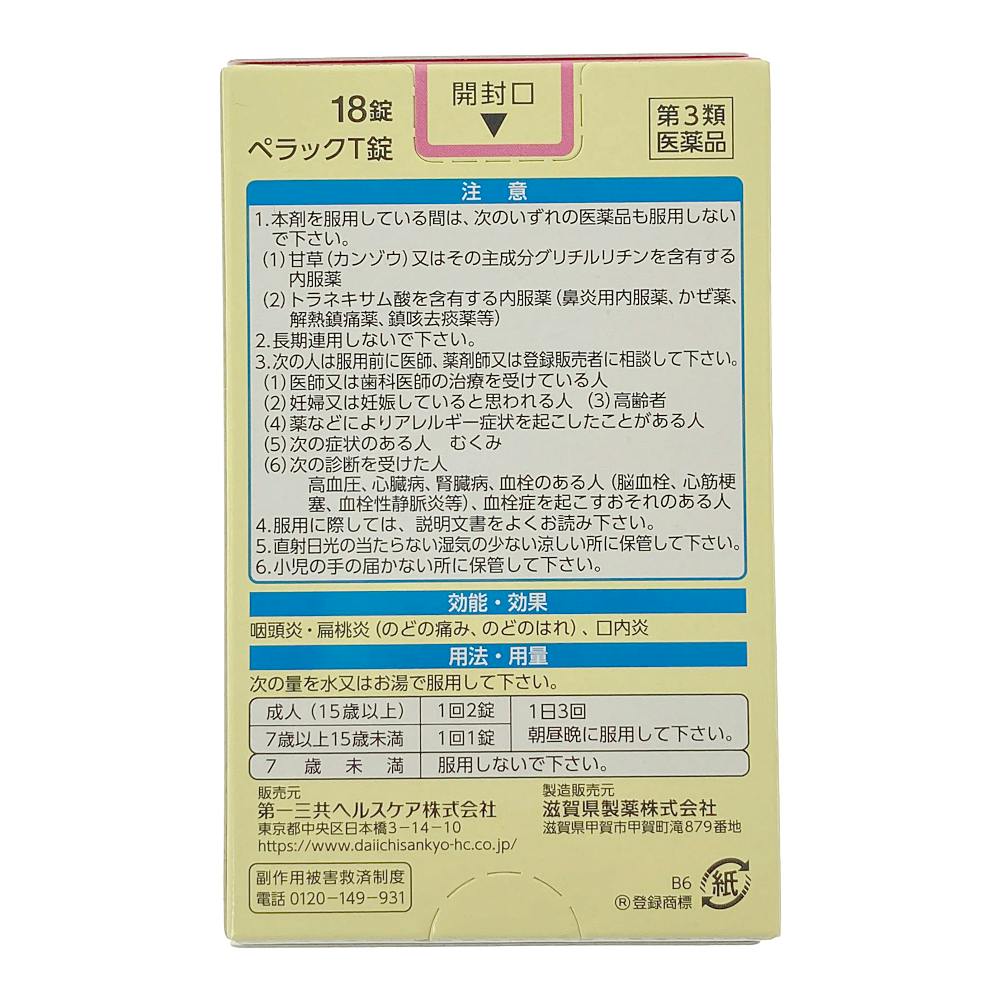 18錠
ペラックT錠
開封口
▼
第3類
医薬品
注 意
1.本剤を服用している間は、次のいずれの医薬品も服用しない
で下さい。
(1)甘草(カンゾウ)又はその主成分グリチルリチンを含有する
内服薬
(2)トラネキサム酸を含有する内服薬(鼻炎用内服薬、かぜ薬、
解熱鎮痛薬、鎮咳去痰薬等)
2.長期連用しないで下さい。
3.次の人は服用前に医師、薬剤師又は登録販売者に相談して下さい。
(1)医師又は歯科医師の治療を受けている人
(2)妊婦又は妊娠していると思われる人 (3)高齢者
(4)薬などによりアレルギー症状を起こしたことがある人
(5)次の症状のある人 むくみ
(6)次の診断を受けた人
高血圧、心臓病、腎臓病、血栓のある人(脳血栓、心筋梗
塞、血栓性静脈炎等)、血栓症を起こすおそれのある人
4.服用に際しては、説明文書をよくお読み下さい。
5.直射日光の当たらない湿気の少ない涼しい所に保管して下さい。
6.小児の手の届かない所に保管して下さい。
効能・効果
咽頭炎・扁桃炎(のどの痛み、のどのはれ)、口内炎
用法・用量
次の量を水又はお湯で服用して下さい。
成人(15歳以上) 1回2錠 1日3回
7歳以上15歳未満 1回1錠 朝昼晩に服用して下さい。
7歳未満 服用しないで下さい。
販売元
第一三共ヘルスケア株式会社
東京都中央区日本橋3-14-10
https://www.daiichisankyo-hc.co.jp/
製造販売元
滋賀県製薬株式会社
滋賀県甲賀市甲賀町滝879番地
副作用被害救済制度
電話 0120-149-931
B6
®登録商標
紙